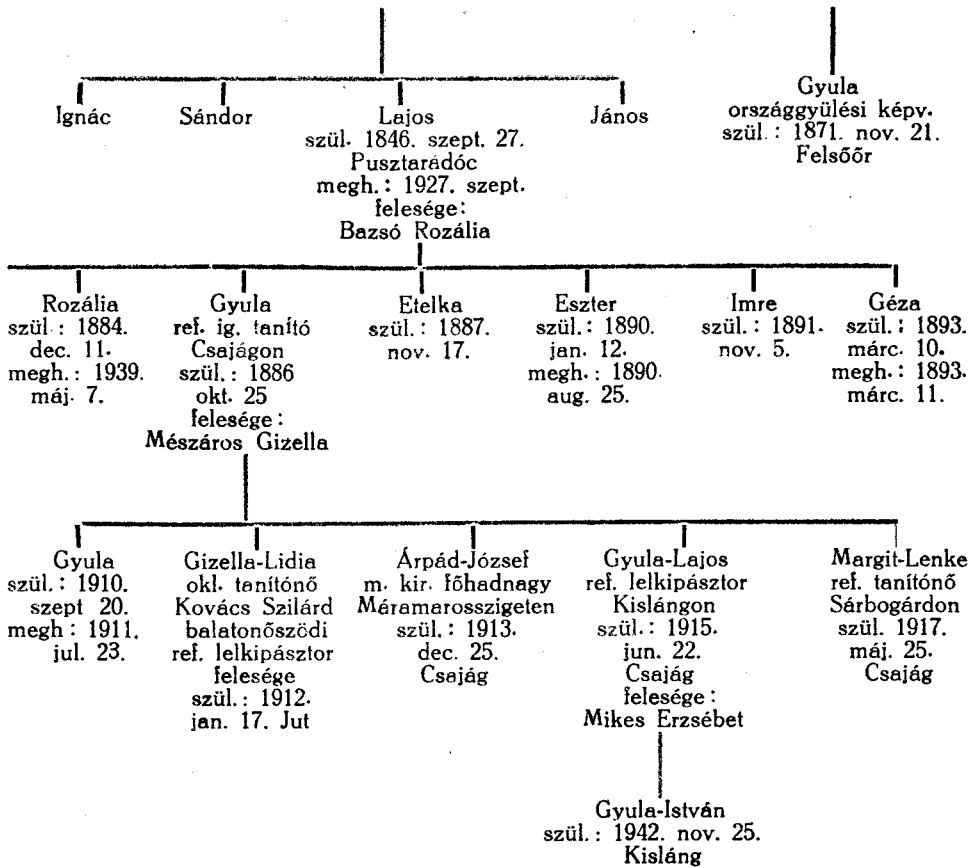 Ignác
Sándor
Lajos
szül. 1846. szept. 27.
Pusztarádóc
megh.: 1927. szept.
felesége:
Bazsó Rozália
János
Gyula
országgyülési képv.
szül.: 1871. nov. 21.
Felsőőr
Rozália
szül.: 1884.
dec. 11.
megh.: 1939.
máj. 7.
Gyula
ref. ig. tanító
Csajágon
szül.: 1886
okt. 25
felesége:
Mészáros Gizella
Etelka
szül.: 1887.
nov. 17.
Eszter
szül.: 1890.
jan. 12.
megh.: 1890.
aug. 25.
Imre
szül.: 1891.
nov. 5.
Géza
szül.: 1893.
márc. 10.
megh.: 1893.
márc. 11.
Gyula
szül.: 1910.
szept 20.
megh: 1911.
jul. 23.
Gizella-Lidia
okl. tanítónő
Kovács Szilárd
balatonőszödi
ref. lelkipásztor
felesége
szül.: 1912.
jan. 17. Jut
Árpád-József
m. kir. főhadnagy
Máramarosszigeten
szül.: 1913.
dec. 25.
Csajág
Gyula-Lajos
ref. lelkipásztor
Kislángon
szül.: 1915.
jun. 22.
Csajág
felesége:
Mikes Erzsébet
Margit-Lenke
ref. tanítónő
Sárbogárdon
szül. 1917.
máj. 25.
Csajág
Gyula-István
szül.: 1942. nov. 25.
Kisláng